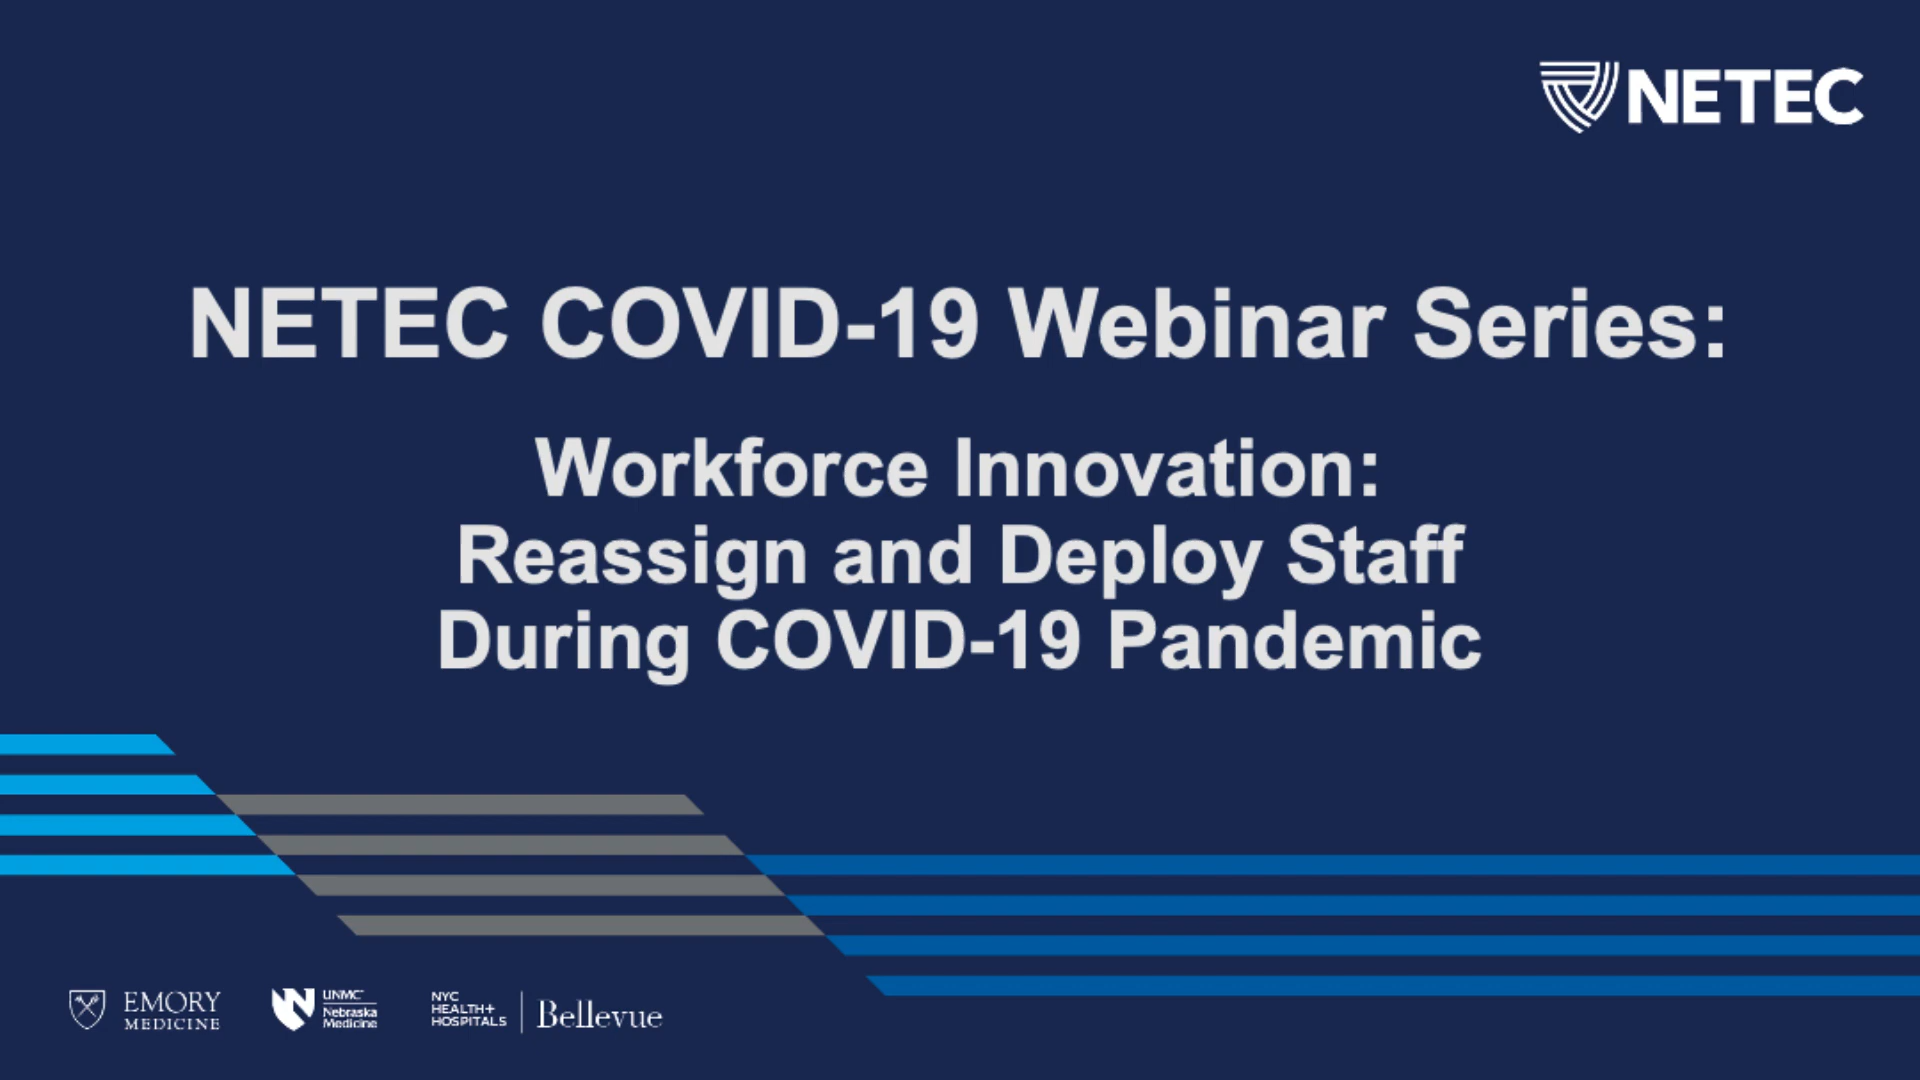 NETEC
NETEC COVID-19 Webinar Series:
Workforce Innovation:
Reassign and Deploy Staff
During COVID-19 Pandemic
EMORY
MEDICINE
UNMC
Nebraska
Medicine
NYC
HEALTH+
HOSPITALS
Bellevue